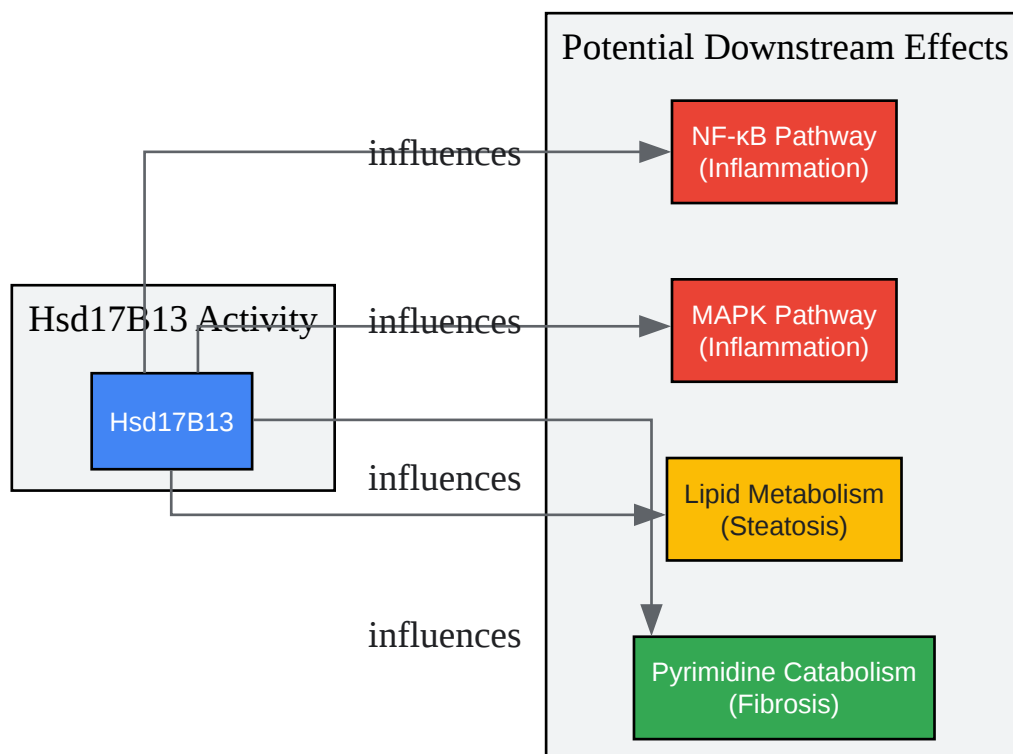 Potential Downstream Effects
NF-κB Pathway
(Inflammation)
influences
Hsd17B13 Activity
influences
MAPK Pathway
(Inflammation)
Hsd17B13
influences
Lipid Metabolism
(Steatosis)
influences
Pyrimidine Catabolism
(Fibrosis)